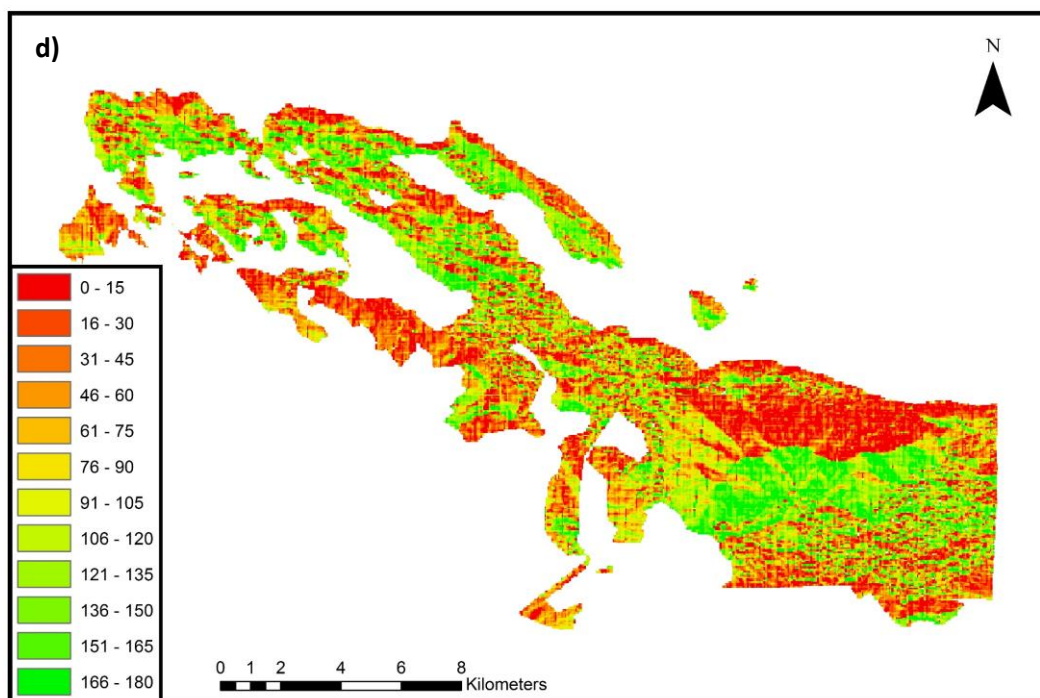 d)
N
0 - 15
16 - 30
31 - 45
46 - 60
61 - 75
76 - 90
91 - 105
106 - 120
121 - 135
136 - 150
151 - 165
166 - 180
0 1 2 4 6 8
Kilometers